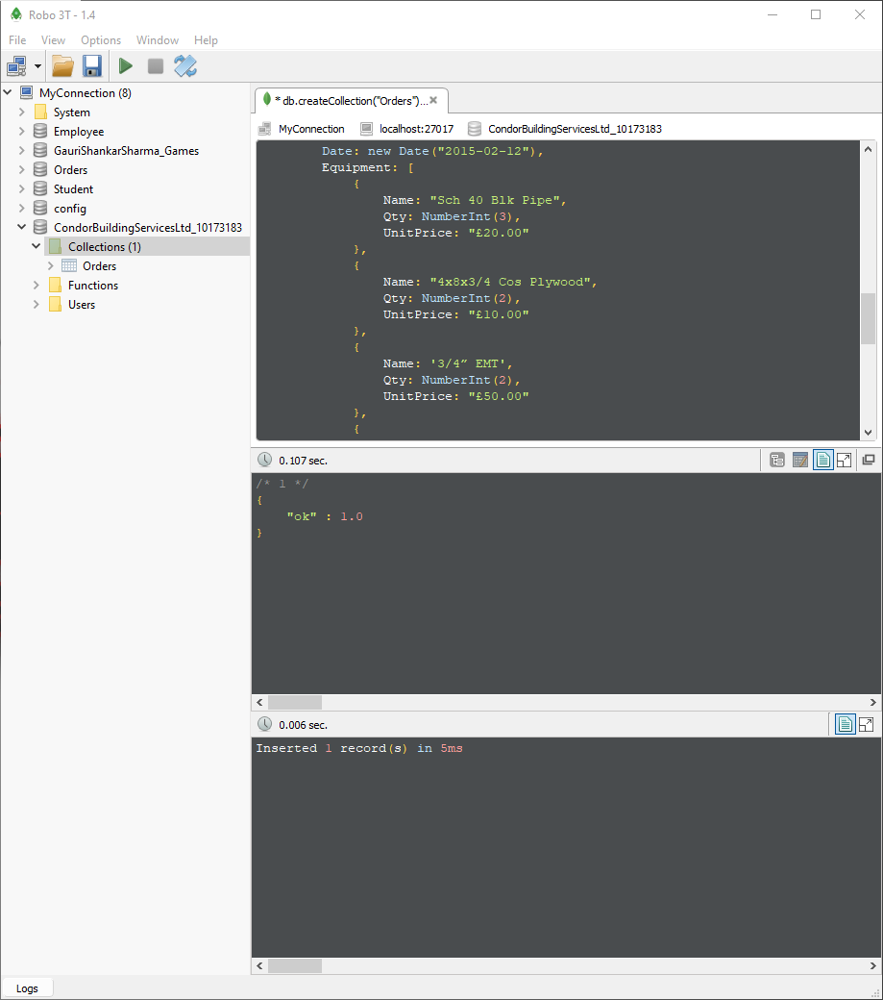 Robo 3T - 1.4
File View Options Window Help
MyConnection (8)
System
Employee
GauriShankarSharma_Games
Orders
Student
config
CondorBuildingServicesLtd_10173183
Collections (1)
Orders
Functions
Users
* db.createCollection("Orders")...
MyConnection localhost:27017 CondorBuildingServicesLtd_10173183
Date: new Date("2015-02-12"),
Equipment: [
{
Name: "Sch 40 Blk Pipe",
Qty: NumberInt(3),
UnitPrice: "£20.00"
},
{
Name: "4x8x3/4 Cos Plywood",
Qty: NumberInt(2),
UnitPrice: "£10.00"
},
{
Name: '3/4” EMT',
Qty: NumberInt(2),
UnitPrice: "£50.00"
},
{
0.107 sec.
/* 1 */
{
"ok" : 1.0
}
0.006 sec.
Inserted 1 record(s) in 5ms
Logs